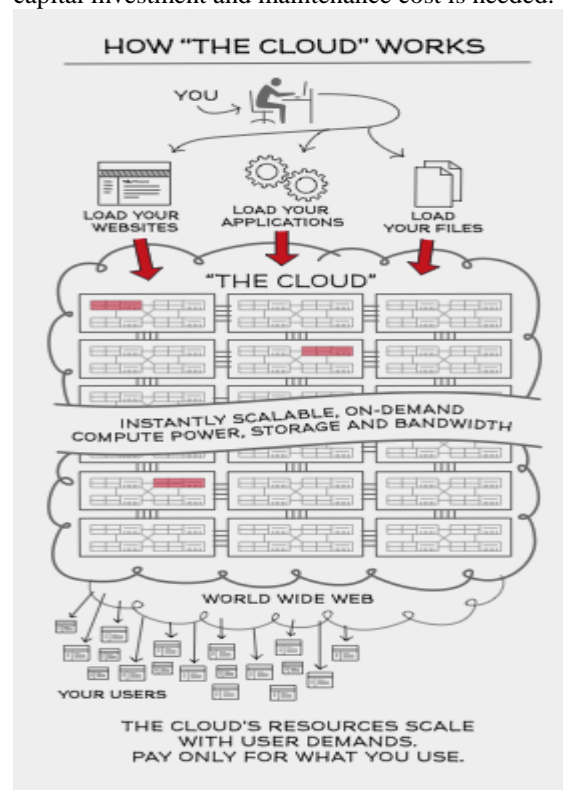 capital investment and maintenance cost is needed.
HOW "THE CLOUD" WORKS
YOU
LOAD YOUR
WEBSITES
LOAD YOUR
APPLICATIONS
LOAD
YOUR FILES
"THE CLOUD"
INSTANTLY SCALABLE, ON-DEMAND
COMPUTE POWER, STORAGE AND BANDWIDTH
WORLD WIDE WEB
YOUR USERS
THE CLOUD'S RESOURCES SCALE
WITH USER DEMANDS.
PAY ONLY FOR WHAT YOU USE.